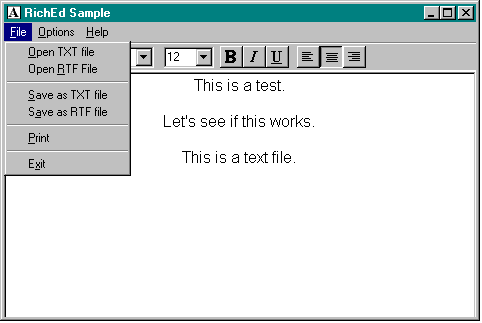 A RichEd Sample
File Options Help
12 B I U
Open TXT file
Open RTF File
Save as TXT file
Save as RTF file
Print
Exit
This is a test.
Let's see if this works.
This is a text file.